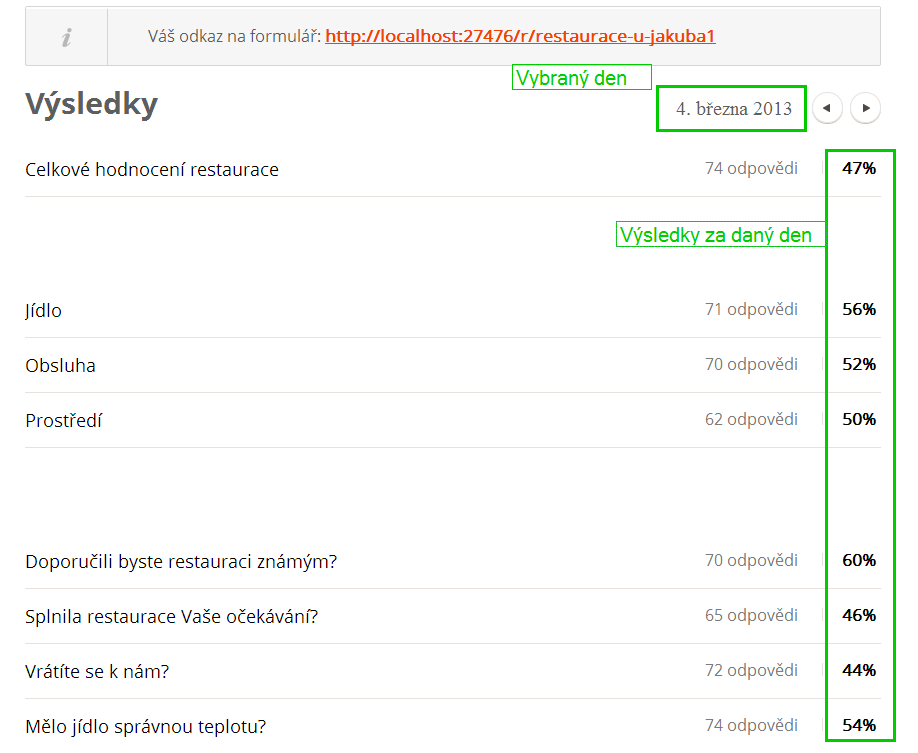 i
Váš odkaz na formulář: http://localhost:27476/r/restaurace-u-jakuba1
Vybraný den
Výsledky
4. března 2013
Celkové hodnocení restaurace 74 odpovědi 47%
Výsledky za daný den
Jídlo 71 odpovědi 56%
Obsluha 70 odpovědi 52%
Prostředí 62 odpovědi 50%
Doporučili byste restauraci známým? 70 odpovědi 60%
Splnila restaurace Vaše očekávání? 65 odpovědi 46%
Vrátíte se k nám? 72 odpovědi 44%
Mělo jídlo správnou teplotu? 74 odpovědi 54%